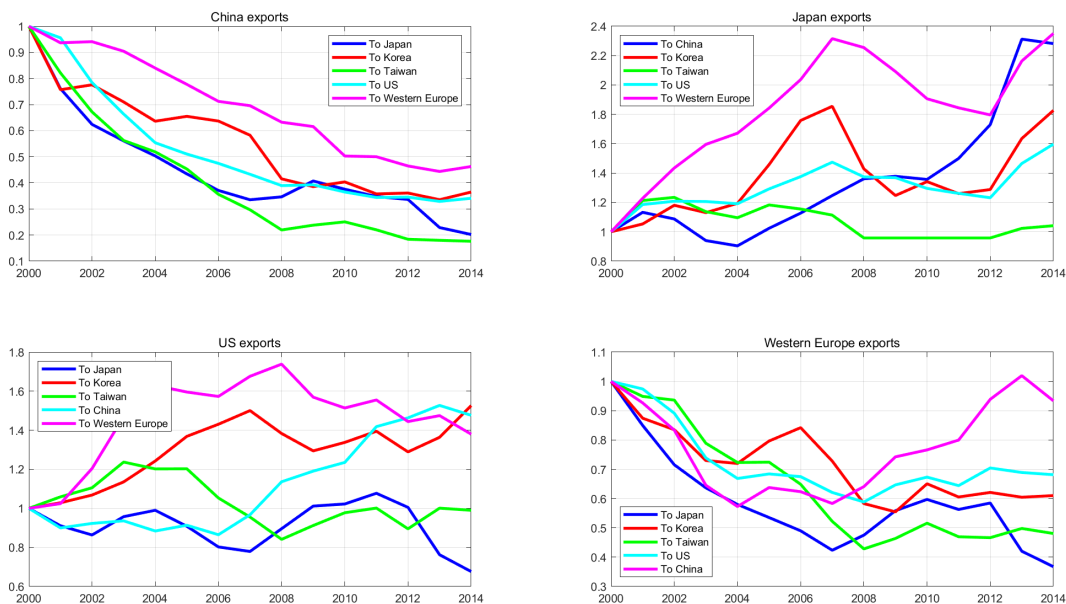 China exports
1
0.9
0.8
0.7
0.6
0.5
0.4
0.3
0.2
0.1
2000 2002 2004 2006 2008 2010 2012 2014
To Japan
To Korea
To Taiwan
To US
To Western Europe
Japan exports
2.4
2.2
2
1.8
1.6
1.4
1.2
1
0.8
2000 2002 2004 2006 2008 2010 2012 2014
To China
To Korea
To Taiwan
To US
To Western Europe
US exports
1.8
1.6
1.4
1.2
1
0.8
0.6
2000 2002 2004 2006 2008 2010 2012 2014
To Japan
To Korea
To Taiwan
To China
To Western Europe
Western Europe exports
1.1
1
0.9
0.8
0.7
0.6
0.5
0.4
0.3
2000 2002 2004 2006 2008 2010 2012 2014
To Japan
To Korea
To Taiwan
To US
To China